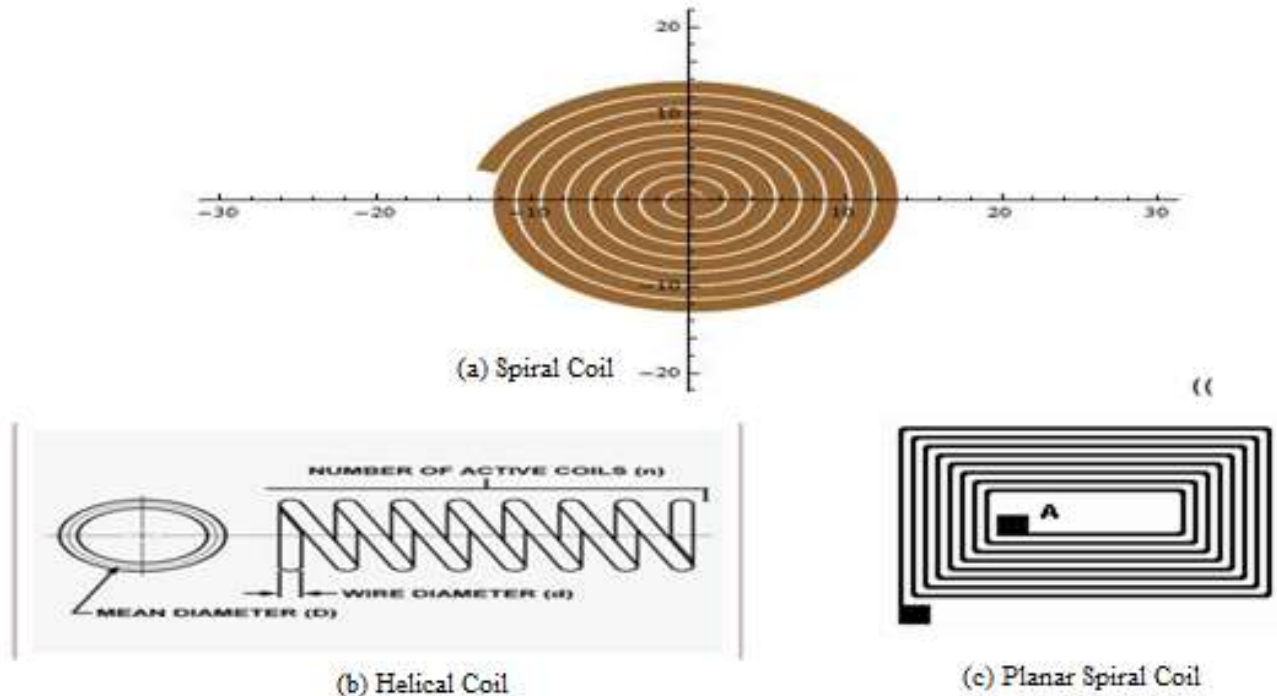 20
10
−30
−20
−10
10
20
30
−10
(a) Spiral Coil
−20
((
NUMBER OF ACTIVE COILS (n)
A
WIRE DIAMETER (d)
MEAN DIAMETER (D)
(b) Helical Coil
(c) Planar Spiral Coil